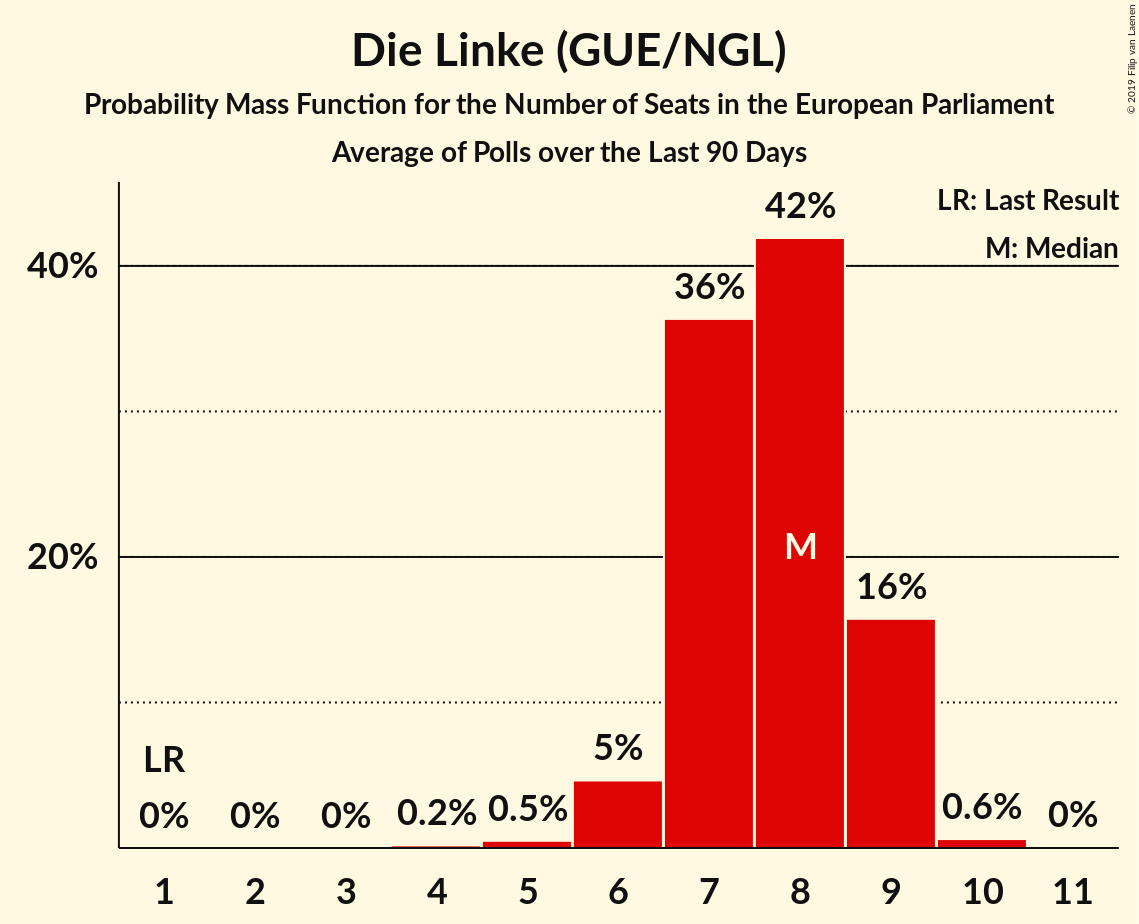 Die Linke (GUE/NGL)
Probability Mass Function for the Number of Seats in the European Parliament
Average of Polls over the Last 90 Days
© 2019 Filip van Laenen
LR: Last Result
M: Median
40%
20%
LR
0%
0%
0%
0.2%
0.5%
5%
36%
42%
M
16%
0.6%
0%
1 2 3 4 5 6 7 8 9 10 11